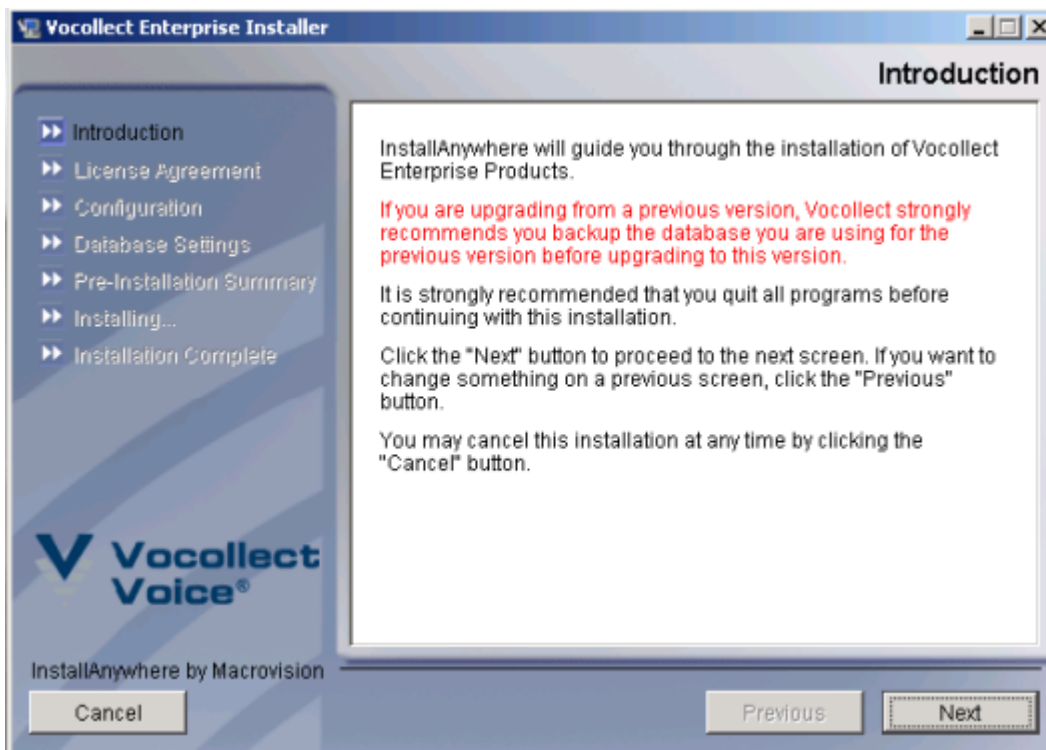 Vocollect Enterprise Installer
Introduction
Introduction
License Agreement
Configuration
Database Settings
Pre-Installation Summary
Installing...
Installation Complete
InstallAnywhere will guide you through the installation of Vocollect
Enterprise Products.
If you are upgrading from a previous version, Vocollect strongly
recommends you backup the database you are using for the
previous version before upgrading to this version.
It is strongly recommended that you quit all programs before
continuing with this installation.
Click the "Next" button to proceed to the next screen. If you want to
change something on a previous screen, click the "Previous"
button.
You may cancel this installation at any time by clicking the
"Cancel" button.
Vocollect
Voice®
InstallAnywhere by Macrovision
Cancel
Previous
Next